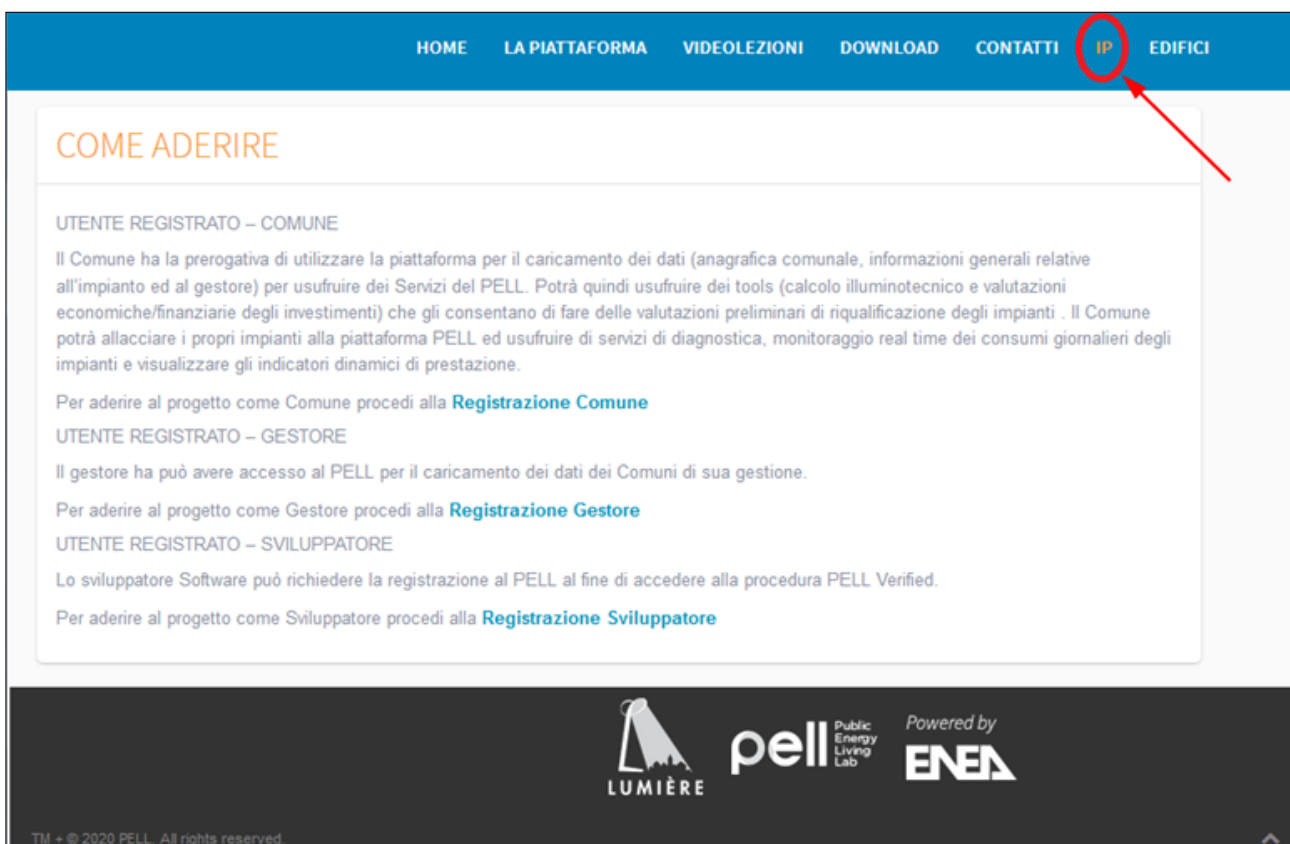 HOME LA PIATTAFORMA VIDEOLEZIONI DOWNLOAD CONTATTI IP EDIFICI
COME ADERIRE
UTENTE REGISTRATO – COMUNE
Il Comune ha la prerogativa di utilizzare la piattaforma per il caricamento dei dati (anagrafica comunale, informazioni generali relative
all'impianto ed al gestore) per usufruire dei Servizi del PELL. Potrà quindi usufruire dei tools (calcolo illuminotecnico e valutazioni
economiche/finanziarie degli investimenti) che gli consentano di fare delle valutazioni preliminari di riqualificazione degli impianti . Il Comune
potrà allacciare i propri impianti alla piattaforma PELL ed usufruire di servizi di diagnostica, monitoraggio real time dei consumi giornalieri degli
impianti e visualizzare gli indicatori dinamici di prestazione.
Per aderire al progetto come Comune procedi alla Registrazione Comune
UTENTE REGISTRATO – GESTORE
Il gestore ha può avere accesso al PELL per il caricamento dei dati dei Comuni di sua gestione.
Per aderire al progetto come Gestore procedi alla Registrazione Gestore
UTENTE REGISTRATO – SVILUPPATORE
Lo sviluppatore Software può richiedere la registrazione al PELL al fine di accedere alla procedura PELL Verified.
Per aderire al progetto come Sviluppatore procedi alla Registrazione Sviluppatore
LUMIÈRE
pell
Public
Energy
Living
Lab
Powered by
ENEA
TM + © 2020 PELL. All rights reserved.